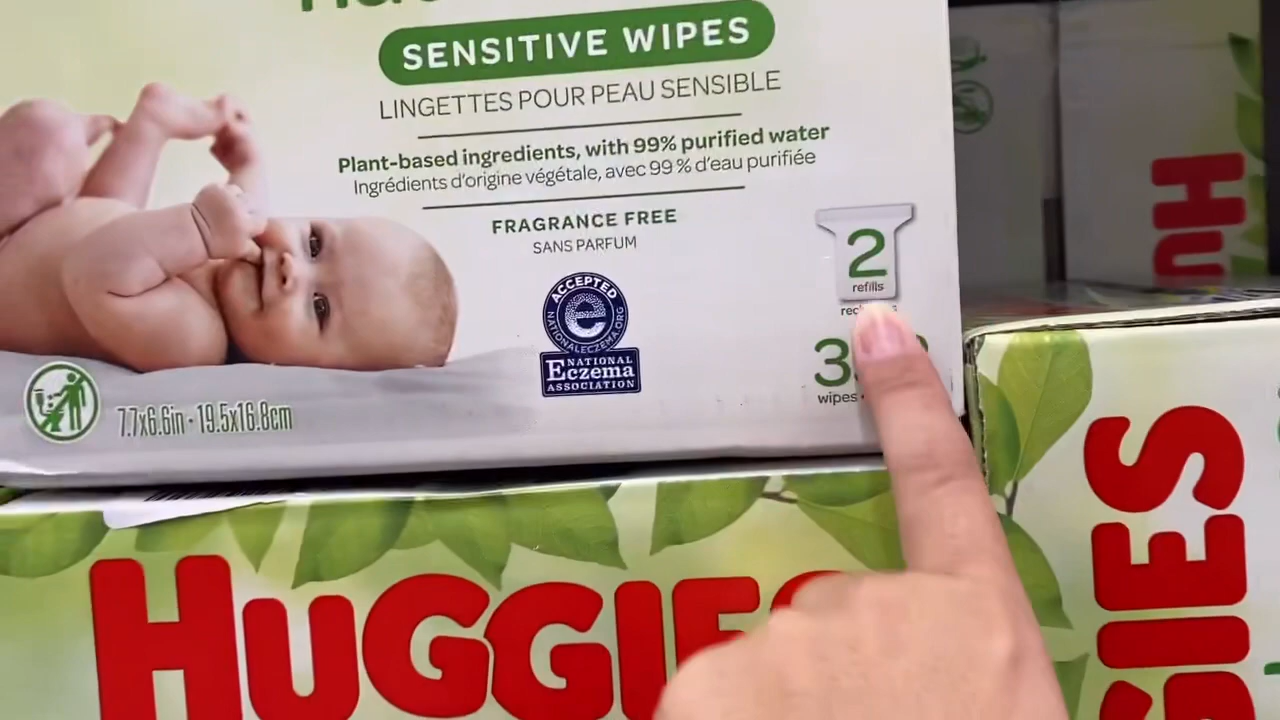 SENSITIVE WIPES
LINGETTES POUR PEAU SENSIBLE
Plant-based ingredients, with 99% purified water
Ingrédients d'origine végétale, avec 99 % d'eau purifiée
FRAGRANCE FREE
SANS PARFUM
2
refills
ACCEPTED
NATIONALECZEMA.ORG
NATIONAL
Eczema
ASSOCIATION
wipes
7.7x6.6in • 19.5x16.8cm
HUGGIES